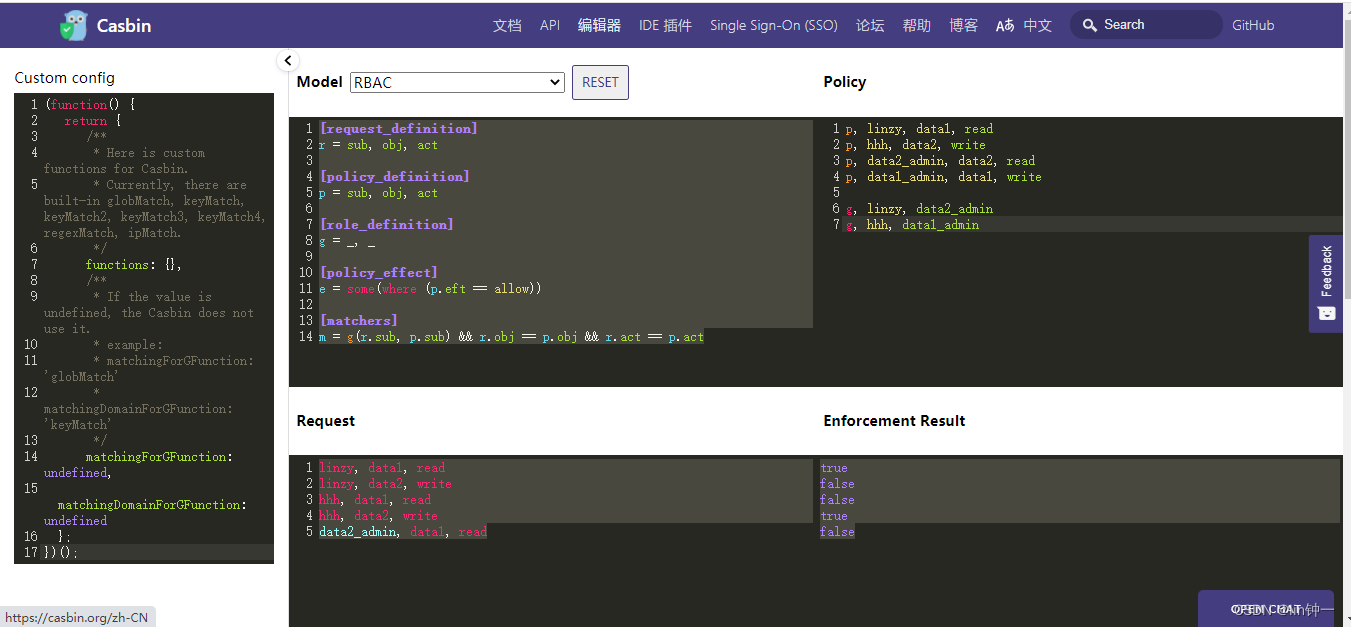 Casbin
文档 API 编辑器 IDE 插件 Single Sign-On (SSO) 论坛 帮助 博客 Aあ 中文 Search GitHub
Custom config
1 (function() {
2 return {
3 /**
4 * Here is custom
functions for Casbin.
5 * Currently, there are
built-in globMatch, keyMatch,
keyMatch2, keyMatch3, keyMatch4,
regexMatch, ipMatch.
6 */
7 functions: {},
8 /**
9 * If the value is
undefined, the Casbin does not
use it.
10 * example:
11 * matchingForGFunction:
'globMatch'
12 *
matchingDomainForGFunction:
'keyMatch'
13 */
14 matchingForGFunction:
undefined,
15
matchingDomainForGFunction:
undefined
16 };
17 })();
Model RBAC RESET
1 [request_definition]
2 r = sub, obj, act
3
4 [policy_definition]
5 p = sub, obj, act
6
7 [role_definition]
8 g = _, _
9
10 [policy_effect]
11 e = some(where (p.eft == allow))
12
13 [matchers]
14 m = g(r.sub, p.sub) && r.obj == p.obj && r.act == p.act
Policy
1 p, linzy, data1, read
2 p, hhh, data2, write
3 p, data2_admin, data2, read
4 p, data1_admin, data1, write
5
6 g, linzy, data2_admin
7 g, hhh, data1_admin
Feedback
Request
1 linzy, data1, read
2 linzy, data2, write
3 hhh, data1, read
4 hhh, data2, write
5 data2_admin, data1, read
Enforcement Result
true
false
false
true
false
OPEN CHAT
https://casbin.org/zh-CN